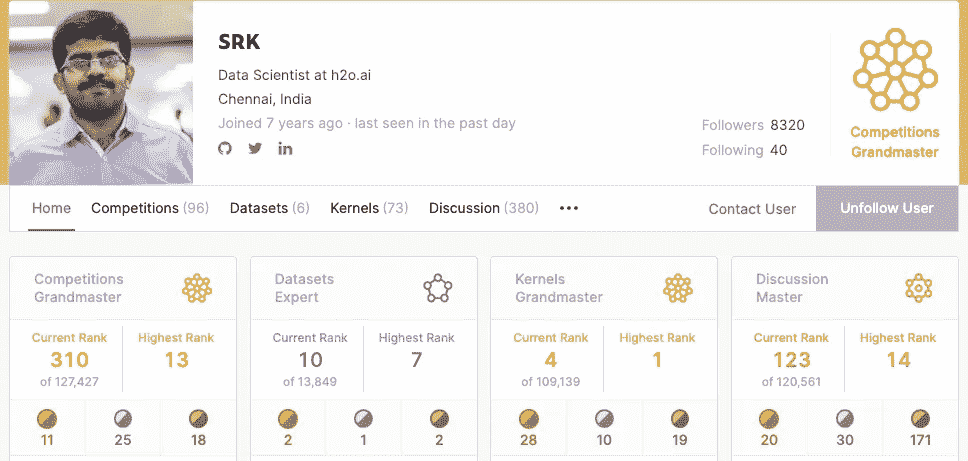 SRK
Data Scientist at h2o.ai
Chennai, India
Joined 7 years ago · last seen in the past day
Followers 8320
Following 40
Competitions
Grandmaster
Home
Competitions (96)
Datasets (6)
Kernels (73)
Discussion (380)
Contact User
Unfollow User
Competitions
Grandmaster
Current Rank
310
of 127,427
Highest Rank
13
11
25
18
Datasets
Expert
Current Rank
10
of 13,849
Highest Rank
7
2
1
2
Kernels
Grandmaster
Current Rank
4
of 109,139
Highest Rank
1
28
10
19
Discussion
Master
Current Rank
123
of 120,561
Highest Rank
14
20
30
171